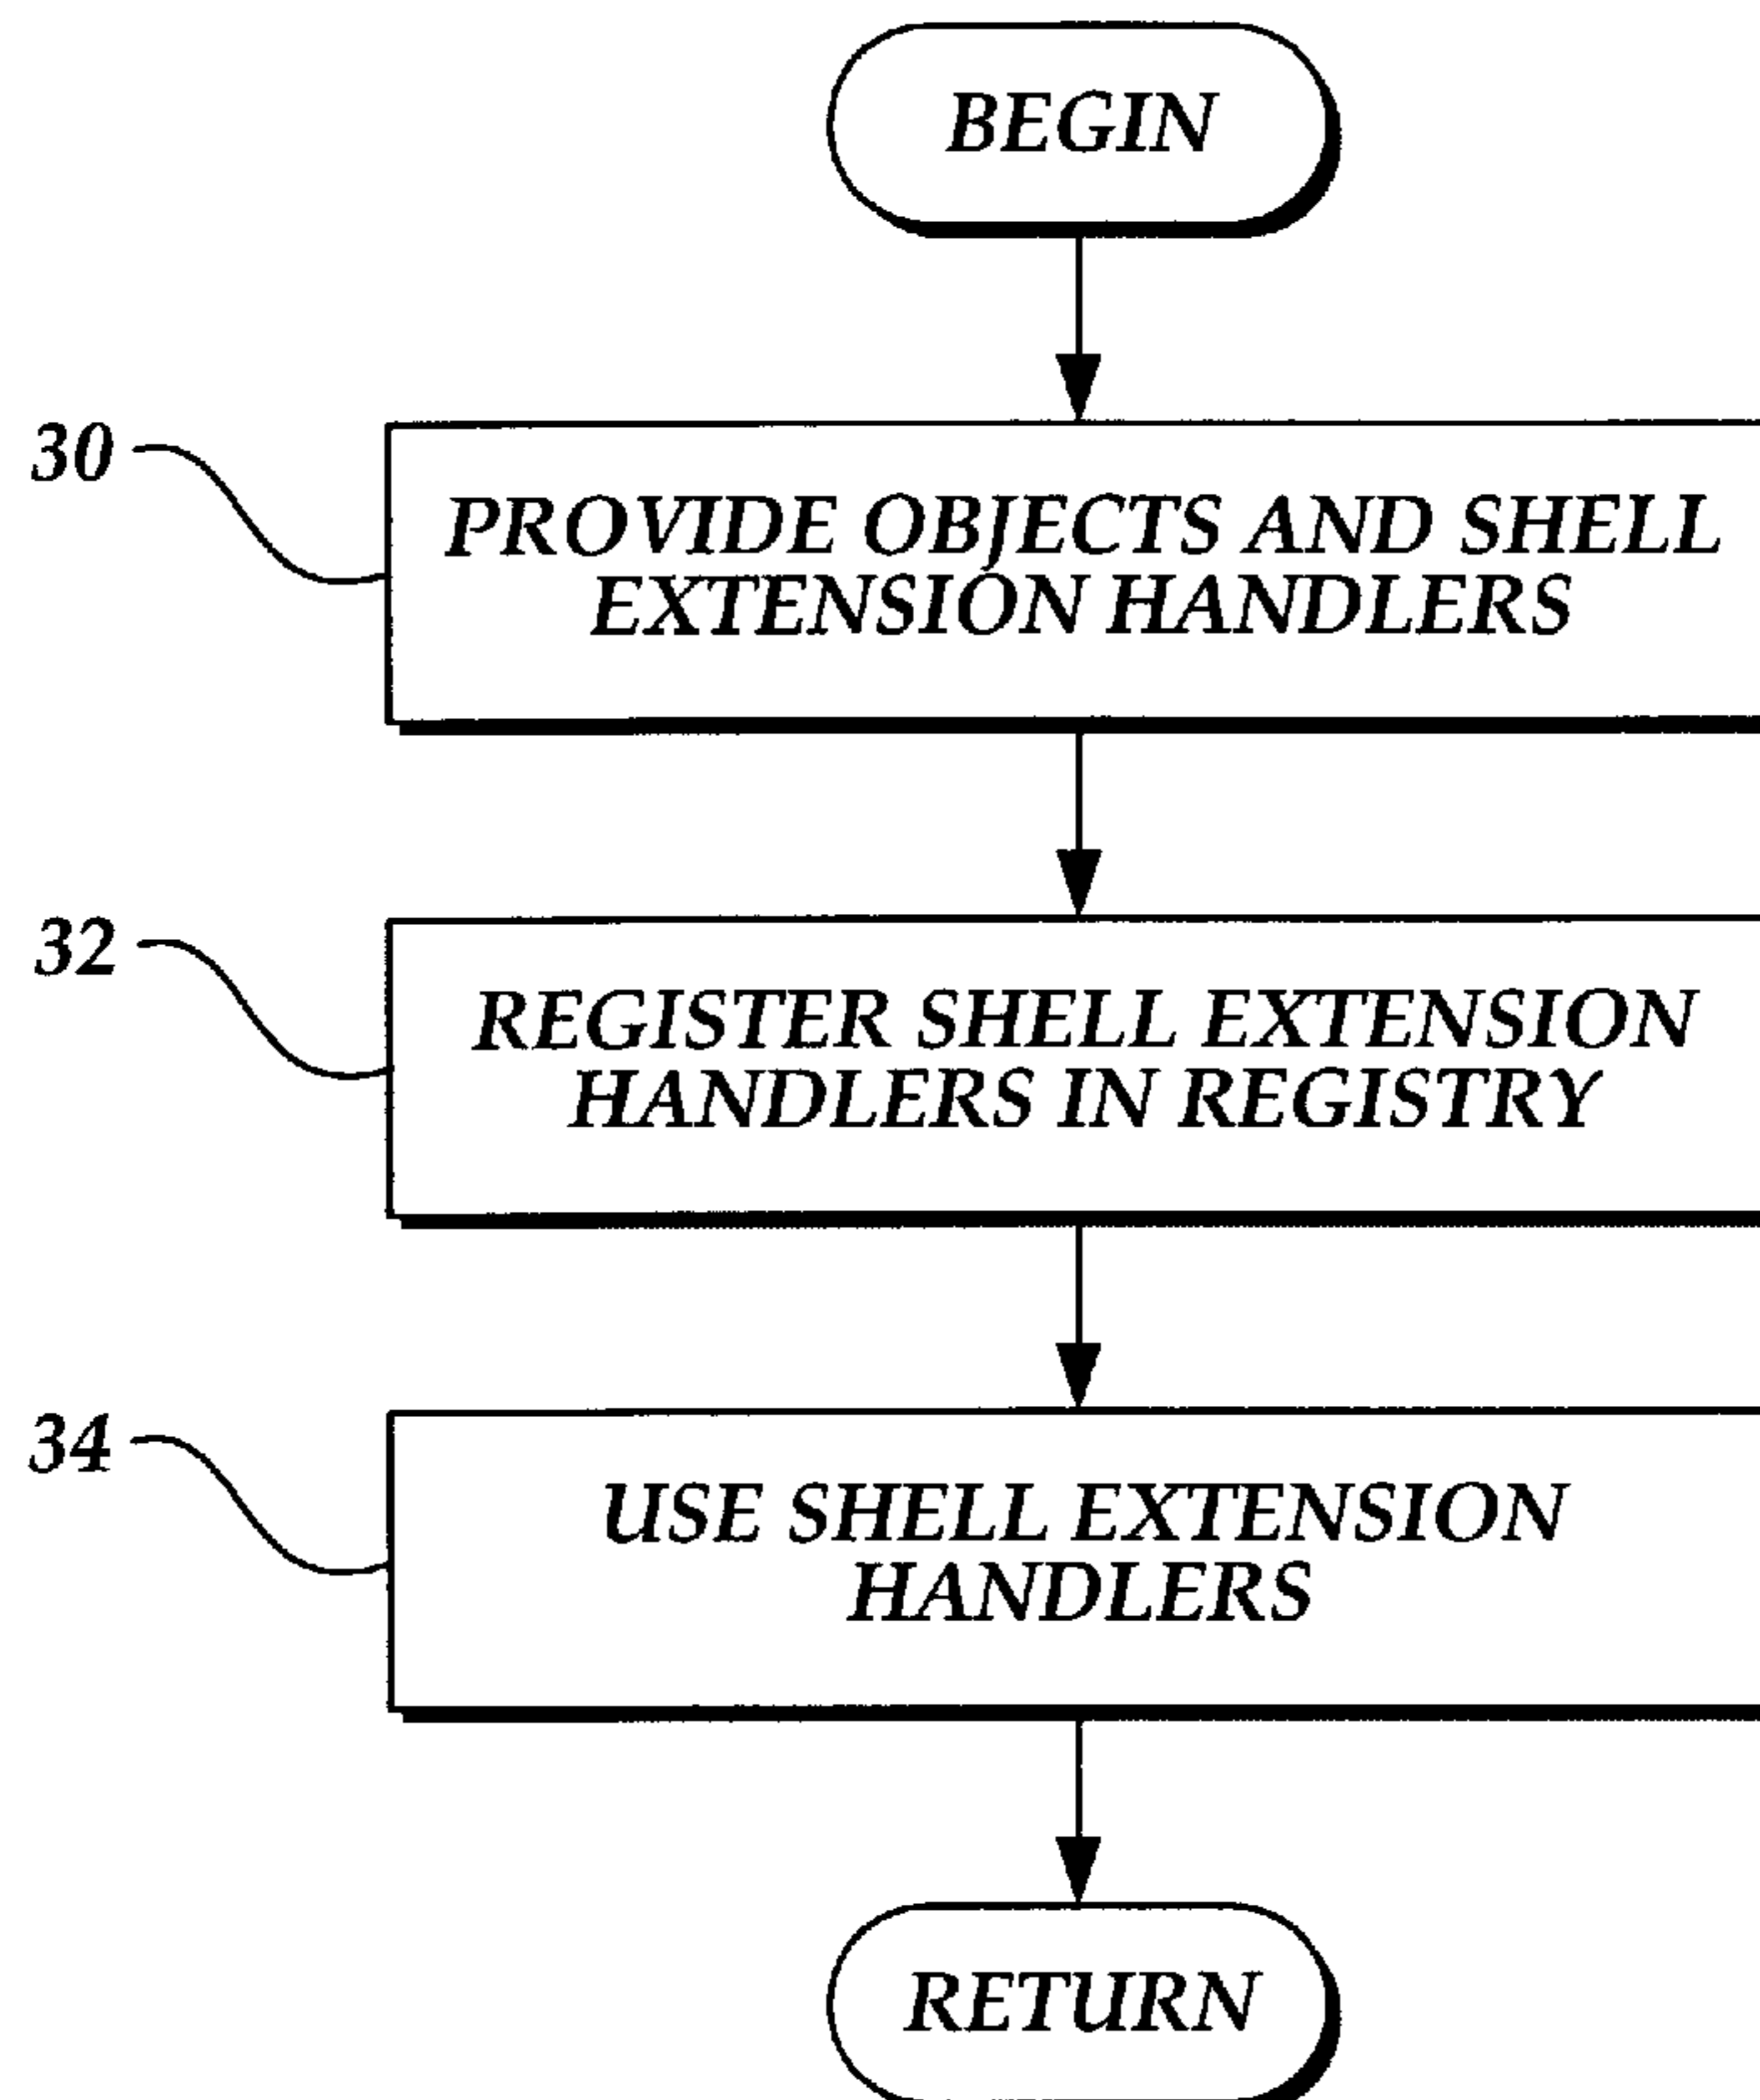 BEGIN
30
PROVIDE OBJECTS AND SHELL
EXTENSION HANDLERS
32
REGISTER SHELL EXTENSION
HANDLERS IN REGISTRY
34
USE SHELL EXTENSION
HANDLERS
RETURN